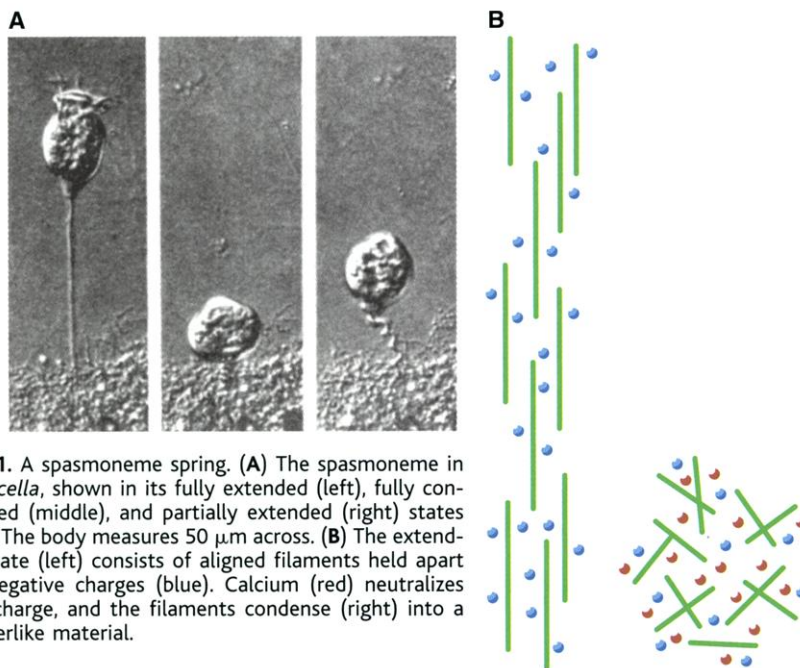 A
B
1. A spasmoneme spring. (A) The spasmoneme in
cella, shown in its fully extended (left), fully con-
ed (middle), and partially extended (right) states
The body measures 50 μm across. (B) The extend-
ate (left) consists of aligned filaments held apart
egative charges (blue). Calcium (red) neutralizes
harge, and the filaments condense (right) into a
erlike material.